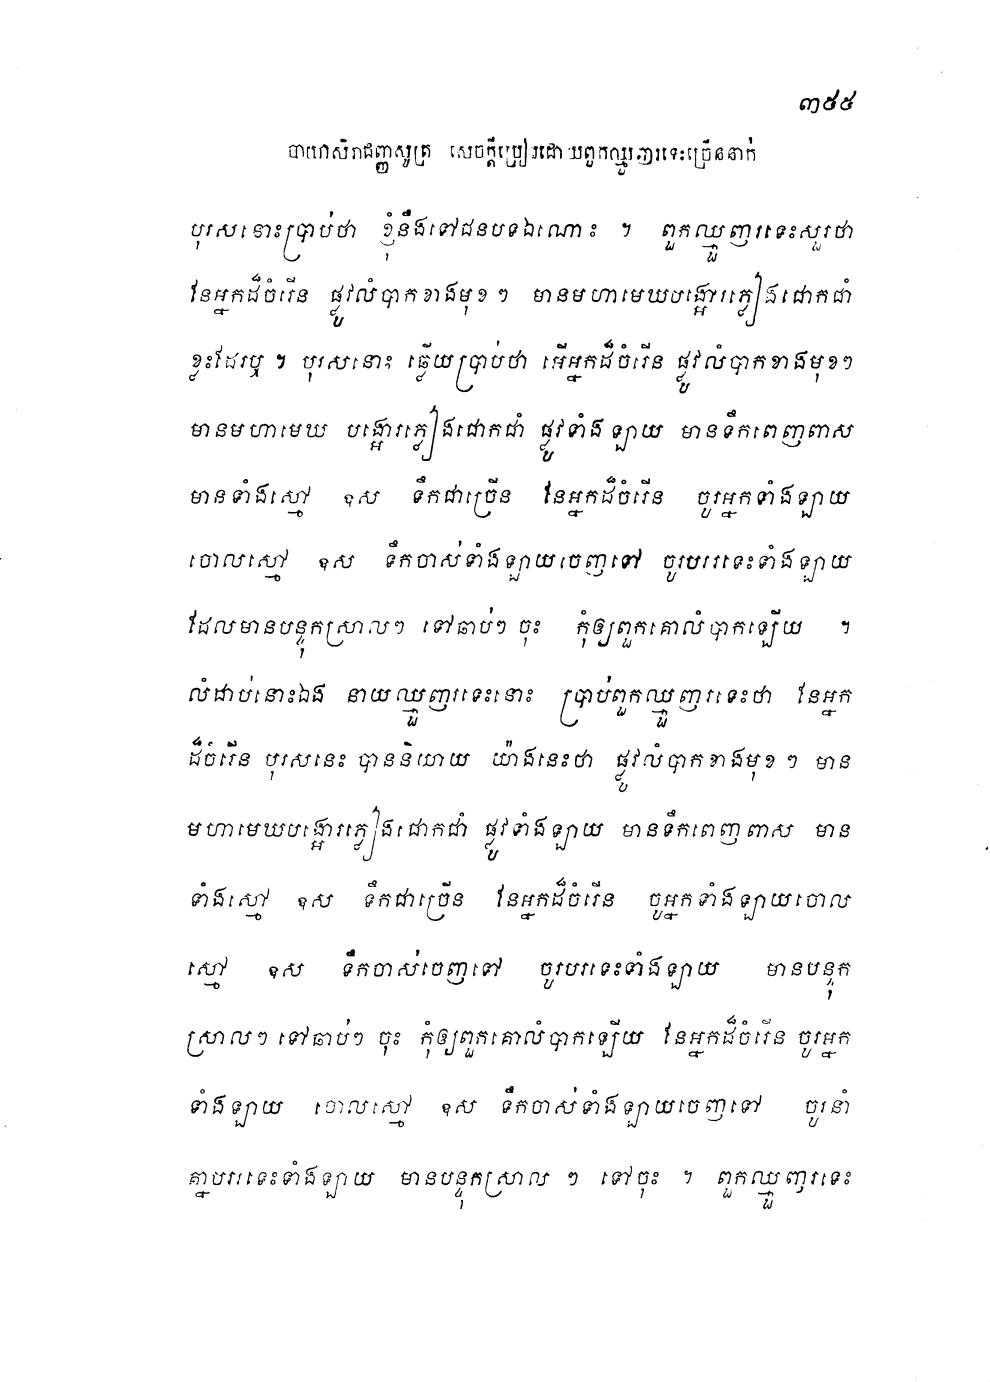 ៣៩៥
បាយាសិរាជញ្ញសូត្រ សេចក្តីប្រៀបដោយពួកឈ្មួញរទេះច្រើននាក់
បុរសនោះប្រាប់ថា ខ្ញុំនឹងទៅជនបទឯណោះ ។ ពួកឈ្មួញរទេះសួរថា
នែអ្នកដ៏ចំរើន ផ្លូវលំបាកខាងមុខៗ មានមហាមេឃបង្អោរភ្លៀងជោកជាំ
ខ្លះដែរឬ ។ បុរសនោះ ឆ្លើយប្រាប់ថា អើអ្នកដ៏ចំរើន ផ្លូវលំបាកខាងមុខៗ
មានមហាមេឃ បង្អោរភ្លៀងជោកជាំ ផ្លូវទាំងឡាយ មានទឹកពេញពាស
មានទាំងស្មៅ ឧស ទឹកជាច្រើន នែអ្នកដ៏ចំរើន ចូរអ្នកទាំងឡាយ
ចោលស្មៅ ឧស ទឹកចាស់ទាំងឡាយចេញទៅ ចូរបររទេះទាំងឡាយ
ដែលមានបន្ទុកស្រាលៗ ទៅឆាប់ៗ ចុះ កុំឲ្យពួកគោលំបាកឡើយ ។
លំដាប់នោះឯង នាយឈ្មួញរទេះនោះ ប្រាប់ពួកឈ្មួញរទេះថា នែអ្នក
ដ៏ចំរើន បុរសនេះ បាននិយាយ យ៉ាងនេះថា ផ្លូវលំបាកខាងមុខ ៗ មាន
មហាមេឃបង្អោរភ្លៀងជោកជាំ ផ្លូវទាំងឡាយ មានទឹកពេញពាស មាន
ទាំងស្មៅ ឧស ទឹកជាច្រើន នែអ្នកដ៏ចំរើន ចូអ្នកទាំងឡាយចោល
ស្មៅ ឧស ទឹកចាស់ចេញទៅ ចូរបរទេះទាំងឡាយ មានបន្ទុក
ស្រាលៗ ទៅឆាប់ៗ ចុះ កុំឲ្យពួកគោលំបាកឡើយ នែអ្នកដ៏ចំរើន ចូរអ្នក
ទាំងឡាយ ចោលស្មៅ ឧស ទឹកចាស់ទាំងឡាយចេញទៅ ចូរនាំ
គ្នាបររទេះទាំងឡាយ មានបន្ទុកស្រាល ៗ ទៅចុះ ។ ពួកឈ្មួញរទេះ